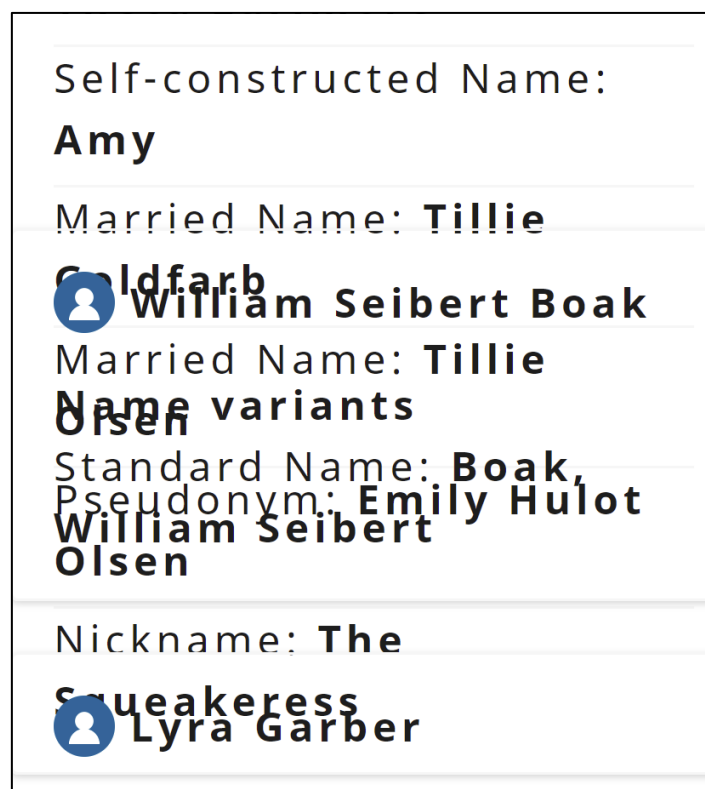 Self-constructed Name:
Amy
Married Name: Tillie
Goldfarb
William Seibert Boak
Married Name: Tillie
Name variants
Olsen
Standard Name: Boak,
Pseudonym: Emily Hulot
William Seibert
Olsen
Nickname: The
Squeakeress
Lyra Garber